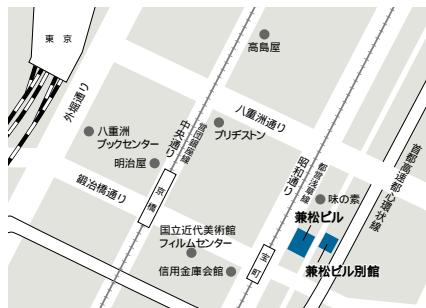 東京
高島屋
外堀通り
八重洲通り
八重洲
ブックセンター
中央通り
営団銀座線
ブリヂストン
首都高速都心環状線
明治屋
昭和通り
都営浅草線
鍛冶橋通り
京橋
味の素
兼松ビル
国立近代美術館
フィルムセンター
宝町
兼松ビル別館
信用金庫会館